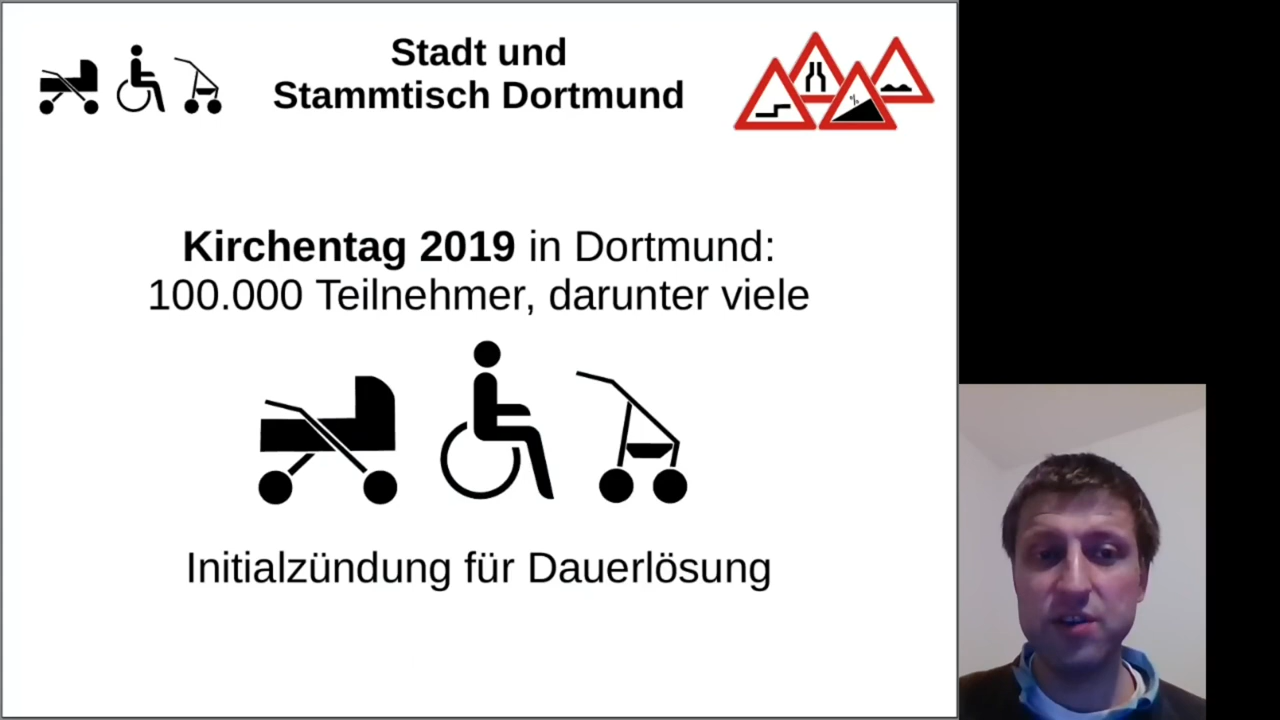 Stadt und
Stammtisch Dortmund
Kirchentag 2019 in Dortmund:
100.000 Teilnehmer, darunter viele
Initialzündung für Dauerlösung